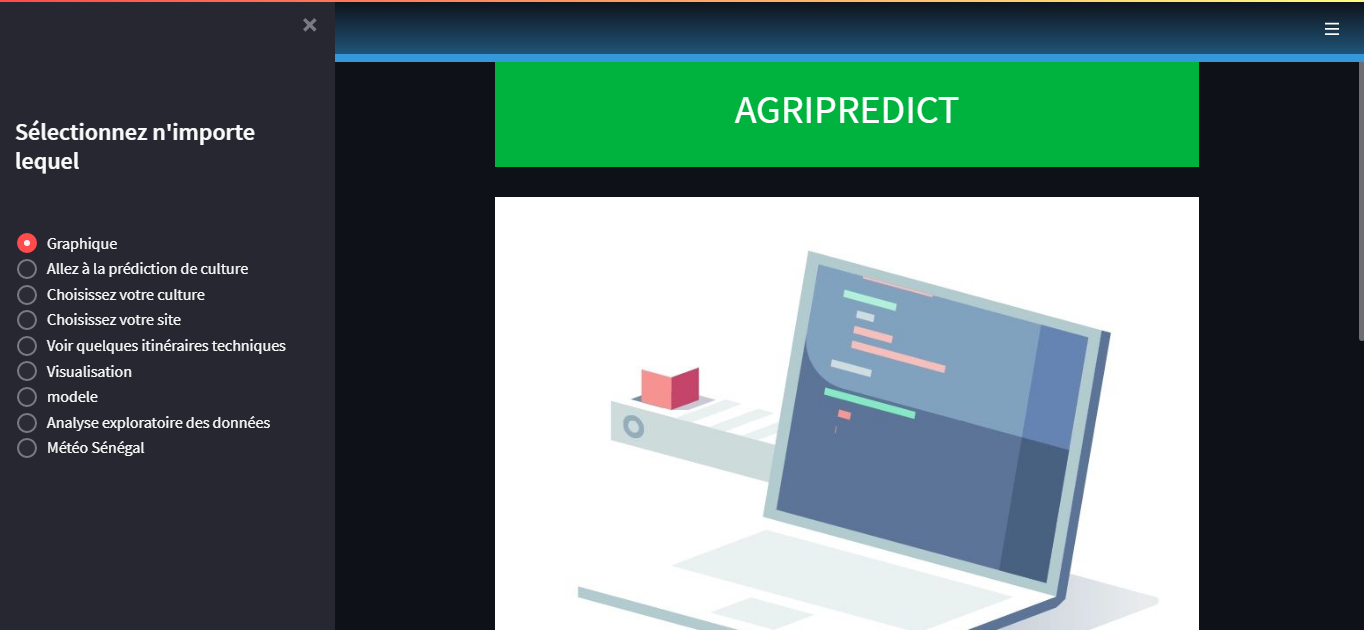 Sélectionnez n'importe
lequel
Graphique
Allez à la prédiction de culture
Choisissez votre culture
Choisissez votre site
Voir quelques itinéraires techniques
Visualisation
modele
Analyse exploratoire des données
Météo Sénégal
AGRIPREDICT